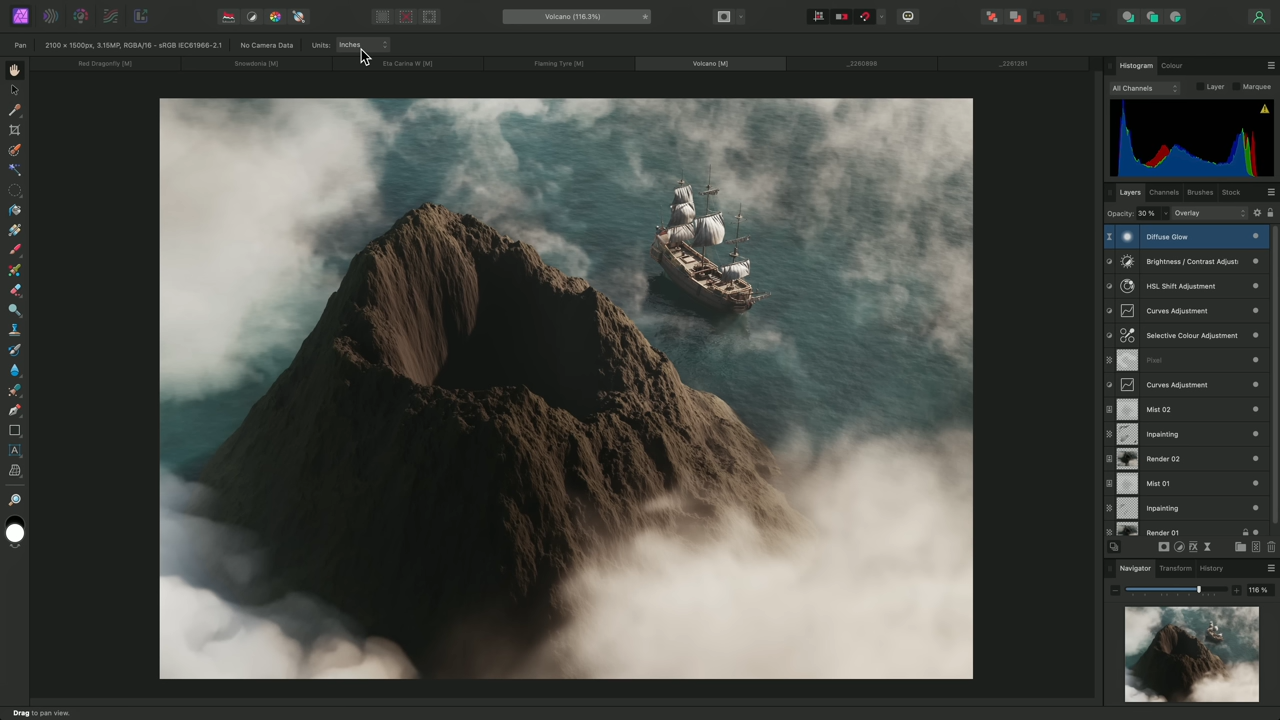 Volcano (116.3%)
Pan 2100 × 1500px, 3.15MP, RGBA/16 - sRGB IEC61966-2.1 No Camera Data Units: Inches
Red Dragonfly [M] Snowdonia [M] Eta Carina W [M] Flaming Tyre [M] Volcano [M] _2260898 _2261281
Histogram Colour
All Channels Layer Marquee
Layers Channels Brushes Stock
Opacity: 30 % Overlay
Diffuse Glow
Brightness / Contrast Adjust
HSL Shift Adjustment
Curves Adjustment
Selective Colour Adjustment
Pixel
Curves Adjustment
Mist 02
Inpainting
Render 02
Mist 01
Inpainting
Render 01
Navigator Transform History
116 %
Drag to pan view.